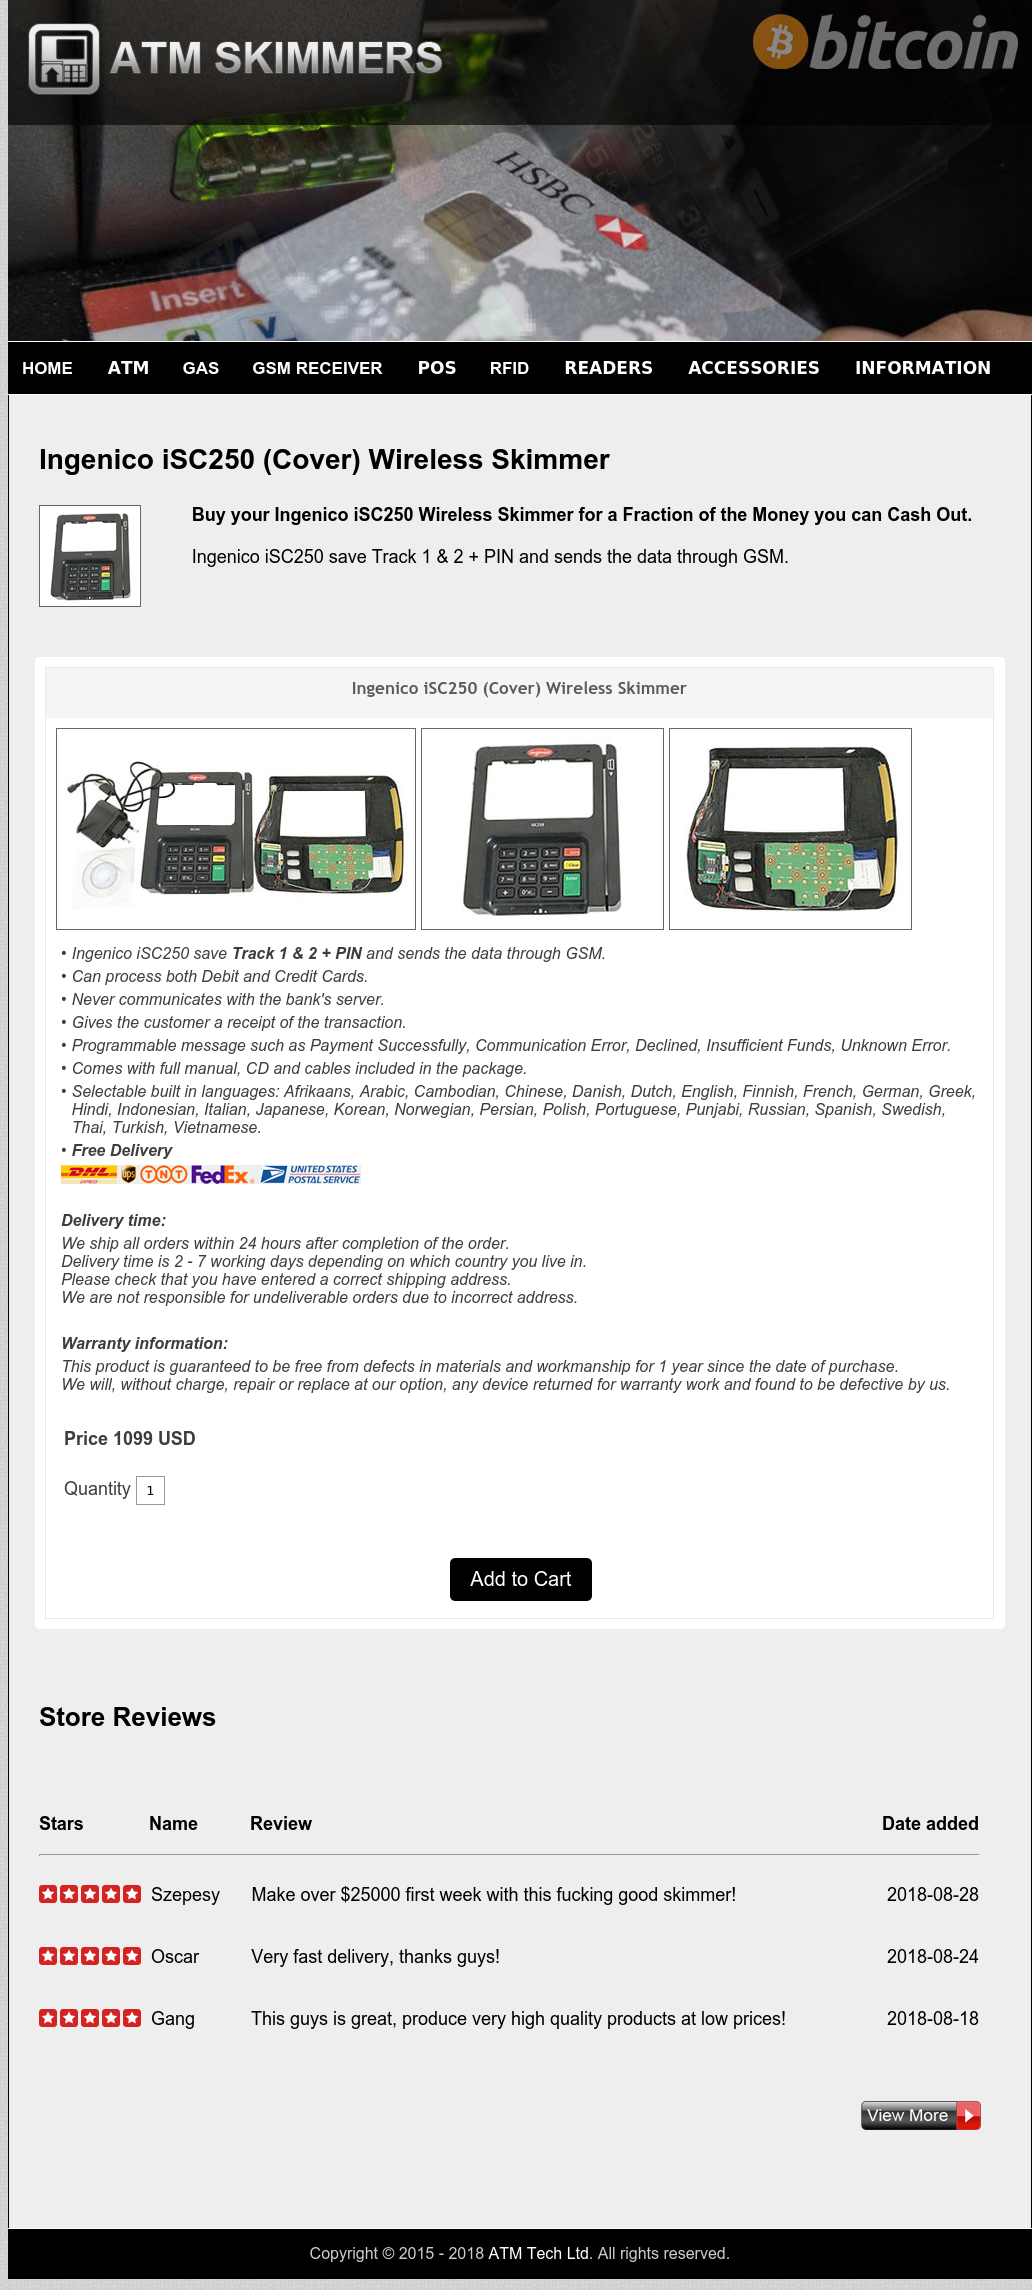 ATM SKIMMERS
bitcoin
HSBC
Insert
HOME ATM GAS GSM RECEIVER POS RFID READERS ACCESSORIES INFORMATION
Ingenico iSC250 (Cover) Wireless Skimmer
Buy your Ingenico iSC250 Wireless Skimmer for a Fraction of the Money you can Cash Out.
Ingenico iSC250 save Track 1 & 2 + PIN and sends the data through GSM.
Ingenico iSC250 (Cover) Wireless Skimmer
• Ingenico iSC250 save Track 1 & 2 + PIN and sends the data through GSM.
• Can process both Debit and Credit Cards.
• Never communicates with the bank's server.
• Gives the customer a receipt of the transaction.
• Programmable message such as Payment Successfully, Communication Error, Declined, Insufficient Funds, Unknown Error.
• Comes with full manual, CD and cables included in the package.
• Selectable built in languages: Afrikaans, Arabic, Cambodian, Chinese, Danish, Dutch, English, Finnish, French, German, Greek,
Hindi, Indonesian, Italian, Japanese, Korean, Norwegian, Persian, Polish, Portuguese, Punjabi, Russian, Spanish, Swedish,
Thai, Turkish, Vietnamese.
• Free Delivery
DHL EXPRESS ups TNT FedEx UNITED STATES POSTAL SERVICE
Delivery time:
We ship all orders within 24 hours after completion of the order.
Delivery time is 2 - 7 working days depending on which country you live in.
Please check that you have entered a correct shipping address.
We are not responsible for undeliverable orders due to incorrect address.
Warranty information:
This product is guaranteed to be free from defects in materials and workmanship for 1 year since the date of purchase.
We will, without charge, repair or replace at our option, any device returned for warranty work and found to be defective by us.
Price 1099 USD
Quantity 1
Add to Cart
Store Reviews
Stars Name Review Date added
Szepesy Make over $25000 first week with this fucking good skimmer! 2018-08-28
Oscar Very fast delivery, thanks guys! 2018-08-24
Gang This guys is great, produce very high quality products at low prices! 2018-08-18
View More
Copyright © 2015 - 2018 ATM Tech Ltd. All rights reserved.